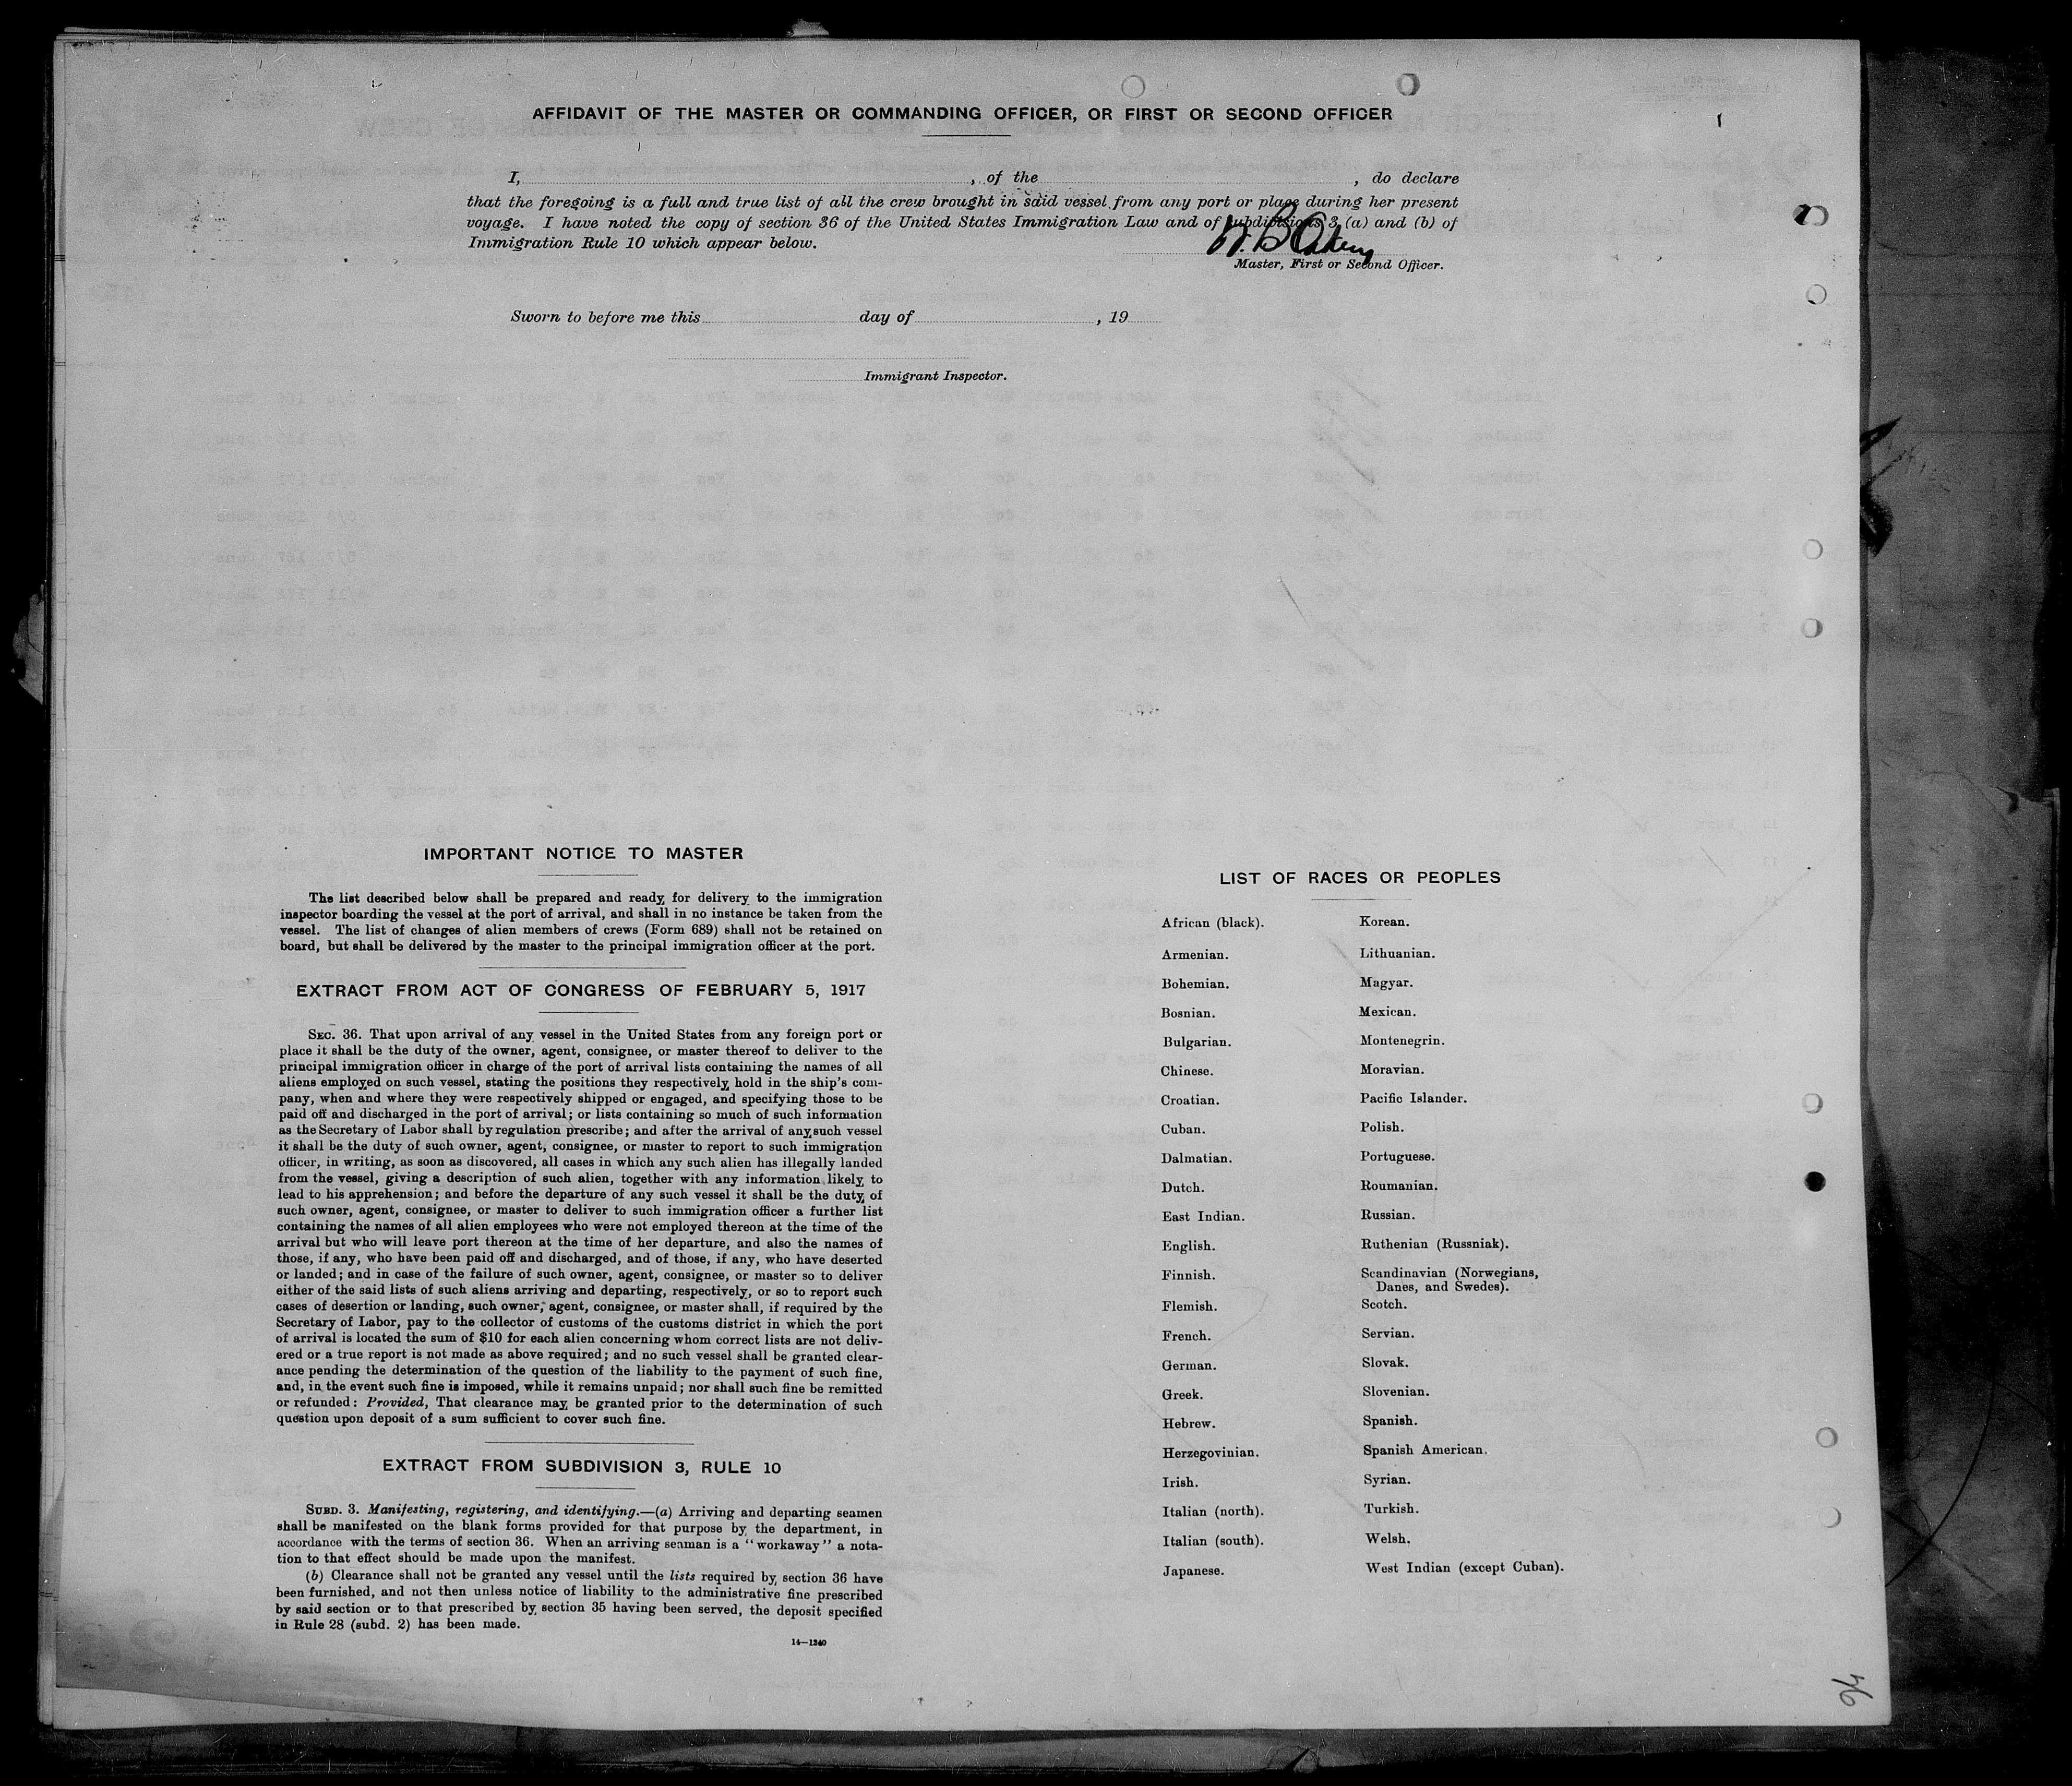 AFFIDAVIT OF THE MASTER OR COMMANDING OFFICER, OR FIRST OR SECOND OFFICER
I, , of the , do declare
that the foregoing is a full and true list of all the crew brought in said vessel from any port or place during her present
voyage. I have noted the copy of section 36 of the United States Immigration Law and of subdivisions 3 (a) and (b) of
Immigration Rule 10 which appear below.
Master, First or Second Officer.
Sworn to before me this day of , 19
Immigrant Inspector.
IMPORTANT NOTICE TO MASTER
The list described below shall be prepared and ready for delivery to the immigration
inspector boarding the vessel at the port of arrival, and shall in no instance be taken from the
vessel. The list of changes of alien members of crews (Form 689) shall not be retained on
board, but shall be delivered by the master to the principal immigration officer at the port.
EXTRACT FROM ACT OF CONGRESS OF FEBRUARY 5, 1917
SEC. 36. That upon arrival of any vessel in the United States from any foreign port or
place it shall be the duty of the owner, agent, consignee, or master thereof to deliver to the
principal immigration officer in charge of the port of arrival lists containing the names of all
aliens employed on such vessel, stating the positions they respectively hold in the ship's com-
pany, when and where they were respectively shipped or engaged, and specifying those to be
paid off and discharged in the port of arrival; or lists containing so much of such information
as the Secretary of Labor shall by regulation prescribe; and after the arrival of any such vessel
it shall be the duty of such owner, agent, consignee, or master to report to such immigration
officer, in writing, as soon as discovered, all cases in which any such alien has illegally landed
from the vessel, giving a description of such alien, together with any information likely to
lead to his apprehension; and before the departure of any such vessel it shall be the duty of
such owner, agent, consignee, or master to deliver to such immigration officer a further list
containing the names of all alien employees who were not employed thereon at the time of the
arrival but who will leave port thereon at the time of her departure, and also the names of
those, if any, who have been paid off and discharged, and of those, if any, who have deserted
or landed; and in case of the failure of such owner, agent, consignee, or master so to deliver
either of the said lists of such aliens arriving and departing, respectively, or so to report such
cases of desertion or landing, such owner, agent, consignee, or master shall, if required by the
Secretary of Labor, pay to the collector of customs of the customs district in which the port
of arrival is located the sum of $10 for each alien concerning whom correct lists are not deliv-
ered or a true report is not made as above required; and no such vessel shall be granted clear-
ance pending the determination of the question of the liability to the payment of such fine,
and, in the event such fine is imposed, while it remains unpaid; nor shall such fine be remitted
or refunded: Provided, That clearance may be granted prior to the determination of such
question upon deposit of a sum sufficient to cover such fine.
EXTRACT FROM SUBDIVISION 3, RULE 10
SUBD. 3. Manifesting, registering, and identifying.—(a) Arriving and departing seamen
shall be manifested on the blank forms provided for that purpose by the department, in
accordance with the terms of section 36. When an arriving seaman is a "workaway" a nota-
tion to that effect should be made upon the manifest.
(b) Clearance shall not be granted any vessel until the lists required by section 36 have
been furnished, and not then unless notice of liability to the administrative fine prescribed
by said section or to that prescribed by section 35 having been served, the deposit specified
in Rule 28 (subd. 2) has been made.
14—1240
LIST OF RACES OR PEOPLES
African (black).
Armenian.
Bohemian.
Bosnian.
Bulgarian.
Chinese.
Croatian.
Cuban.
Dalmatian.
Dutch.
East Indian.
English.
Finnish.
Flemish.
French.
German.
Greek.
Hebrew.
Herzegovinian.
Irish.
Italian (north).
Italian (south).
Japanese.
Korean.
Lithuanian.
Magyar.
Mexican.
Montenegrin.
Moravian.
Pacific Islander.
Polish.
Portuguese.
Roumanian.
Russian.
Ruthenian (Russniak).
Scandinavian (Norwegians,
Danes, and Swedes).
Scotch.
Servian.
Slovak.
Slovenian.
Spanish.
Spanish American.
Syrian.
Turkish.
Welsh.
West Indian (except Cuban).